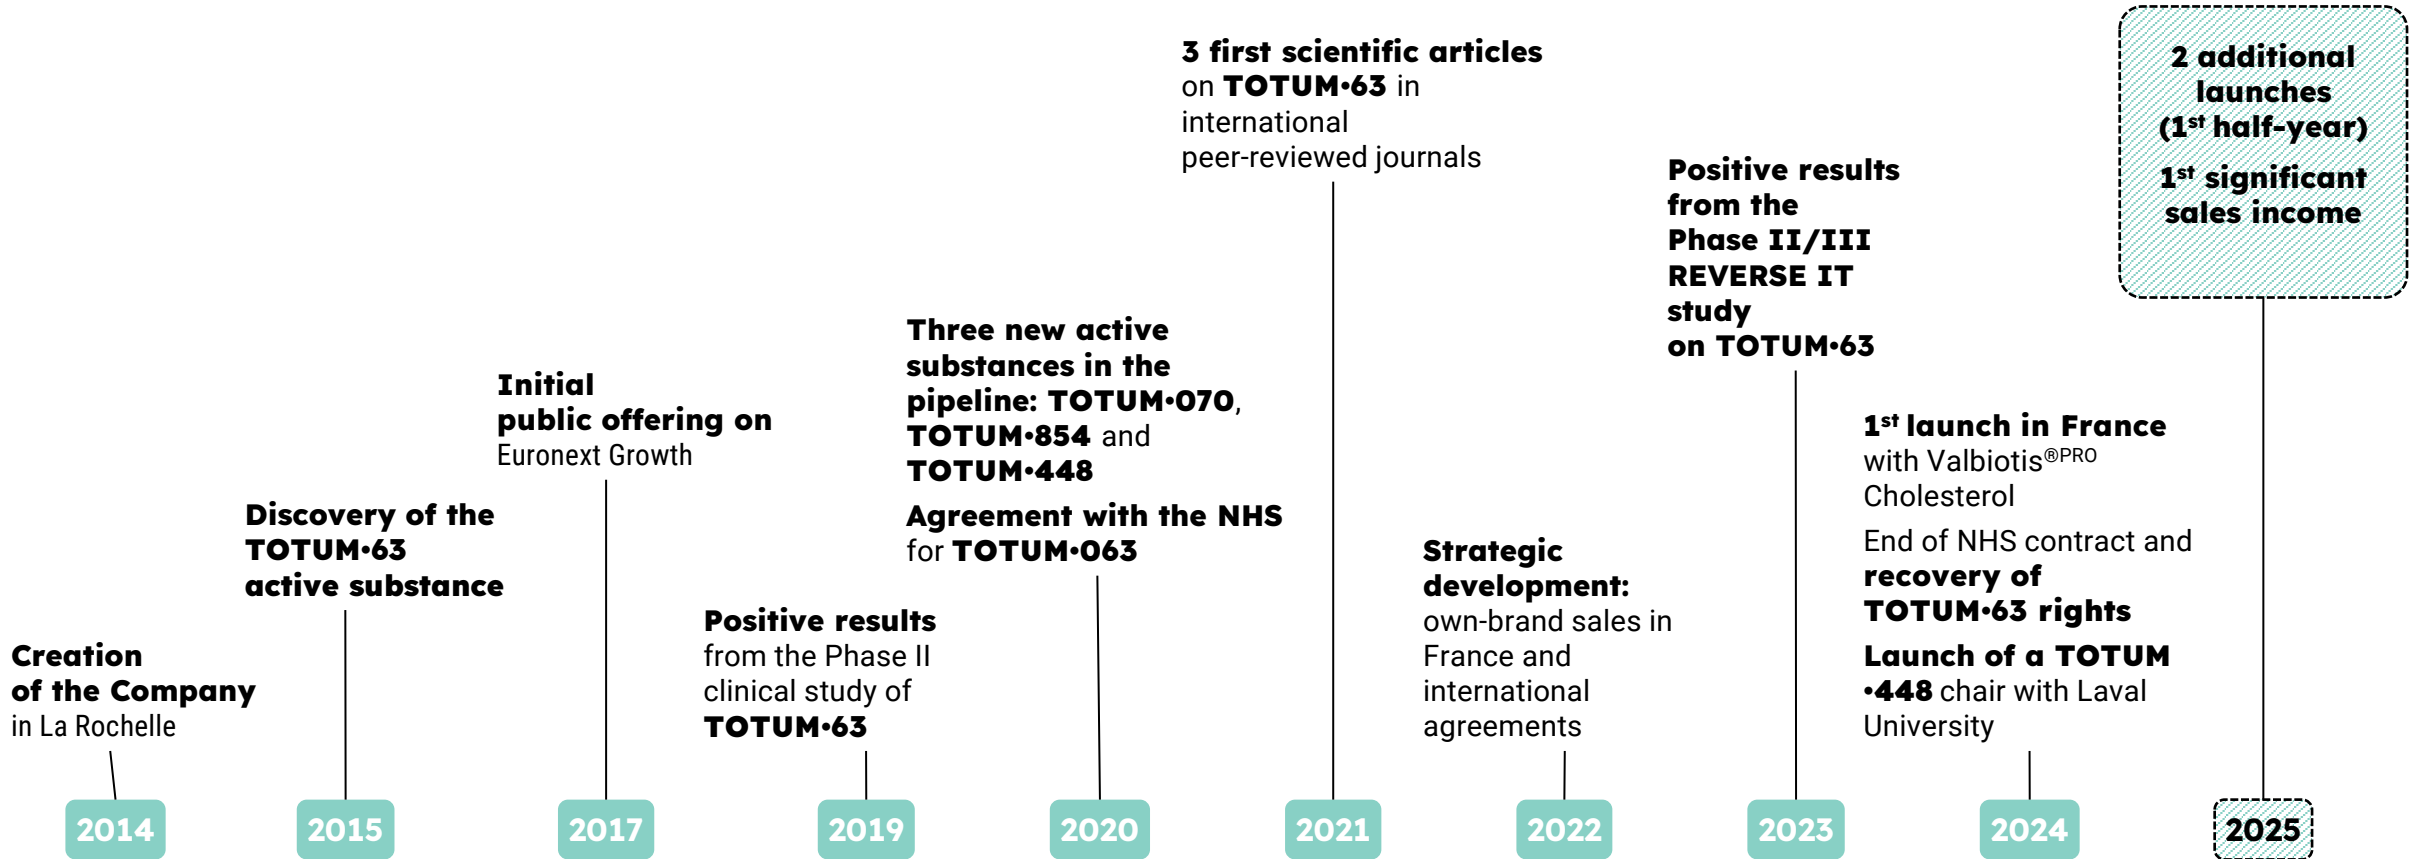 Creation
of the Company
in La Rochelle
2014
Discovery of the
TOTUM•63
active substance
2015
Initial
public offering on
Euronext Growth
2017
Positive results
from the Phase II
clinical study of
TOTUM•63
2019
Three new active
substances in the
pipeline: TOTUM•070,
TOTUM•854 and
TOTUM•448
Agreement with the NHS
for TOTUM•063
2020
3 first scientific articles
on TOTUM•63 in
international
peer-reviewed journals
2021
Strategic
development:
own-brand sales in
France and
international
agreements
2022
Positive results
from the
Phase II/III
REVERSE IT
study
on TOTUM•63
2023
1st launch in France
with Valbiotis®PRO
Cholesterol
End of NHS contract and
recovery of
TOTUM•63 rights
Launch of a TOTUM
•448 chair with Laval
University
2024
2 additional
launches
(1st half-year)
1st significant
sales income
2025